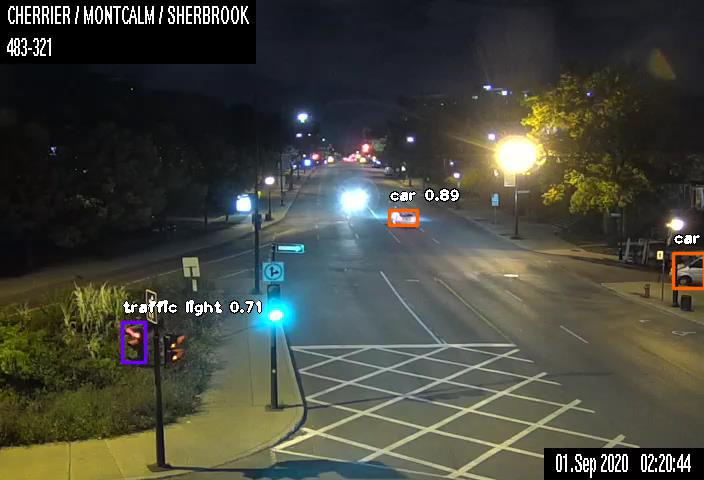 CHERRIER / MONTCALM / SHERBROOK
483-321
car 0.89
car
traffic light 0.71
01.Sep 2020 02:20:44